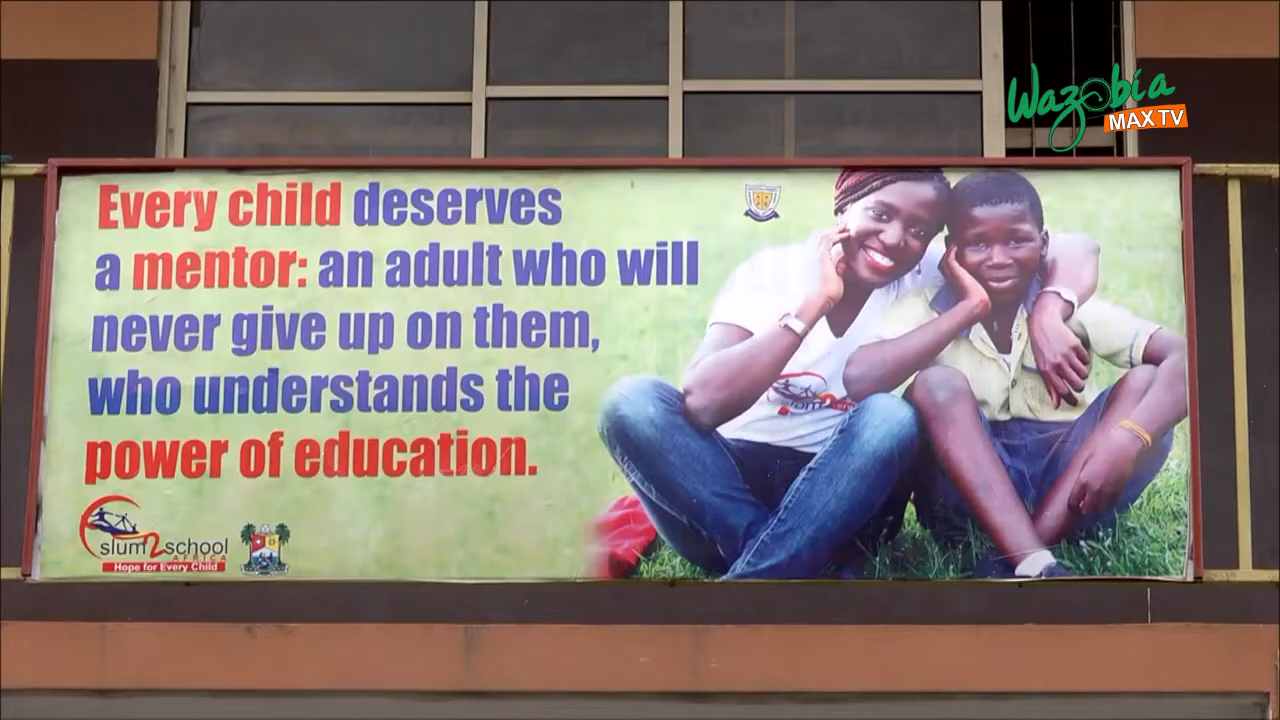 Wazobia
MAX TV
Every child deserves
a mentor: an adult who will
never give up on them,
who understands the
power of education.
slum2school
AFRICA
Hope for Every Child